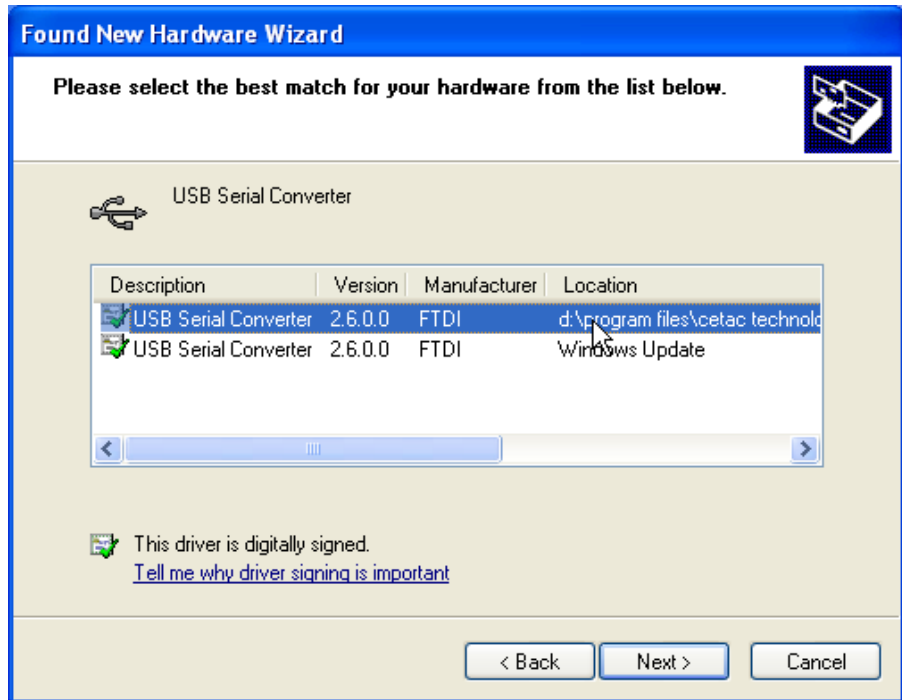 Found New Hardware Wizard
Please select the best match for your hardware from the list below.
USB Serial Converter
Description Version Manufacturer Location
USB Serial Converter 2.6.0.0 FTDI d:\program files\cetac technolo
USB Serial Converter 2.6.0.0 FTDI Windows Update
This driver is digitally signed.
Tell me why driver signing is important
< Back Next > Cancel